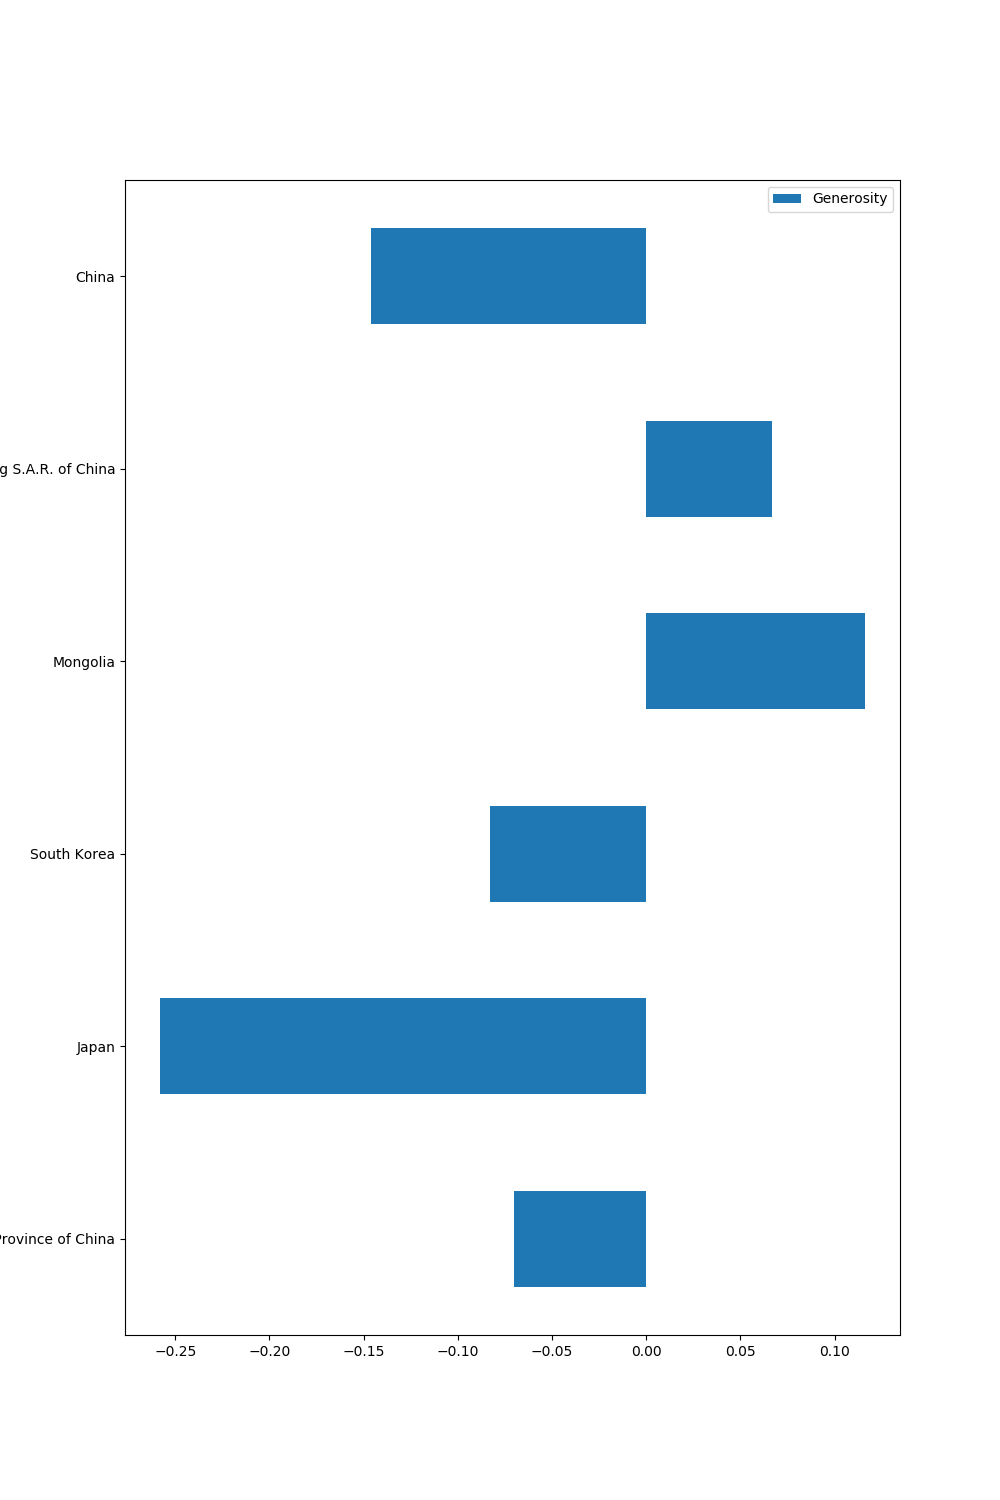 Generosity
China
g S.A.R. of China
Mongolia
South Korea
Japan
Province of China
−0.25 −0.20 −0.15 −0.10 −0.05 0.00 0.05 0.10